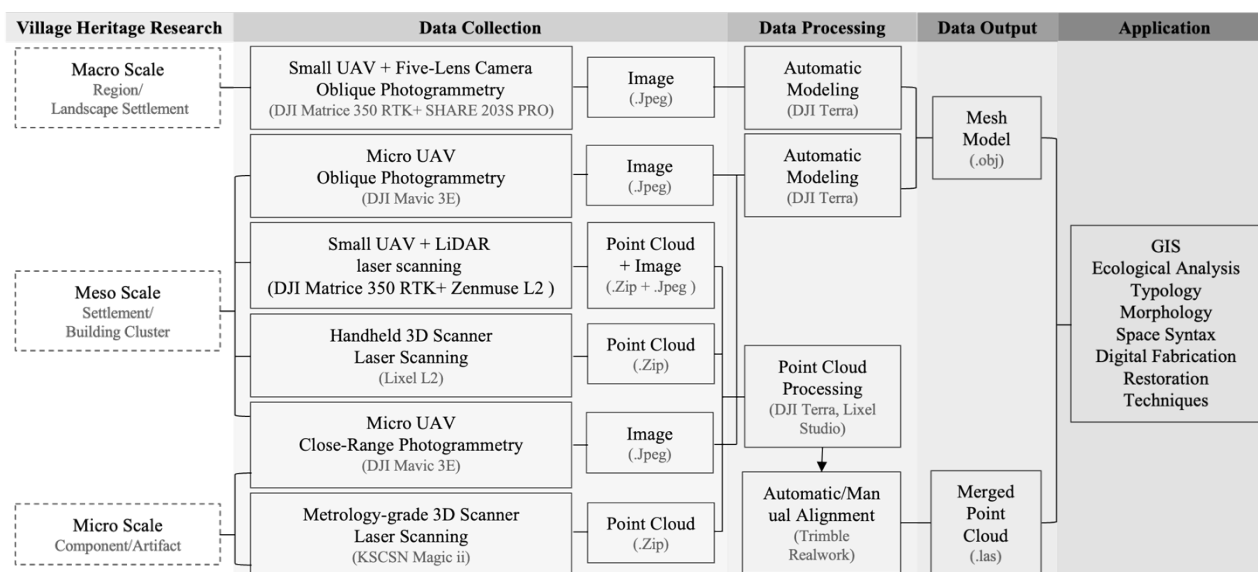 Village Heritage Research
Data Collection
Data Processing
Data Output
Application
Macro Scale
Region/
Landscape Settlement
Small UAV + Five-Lens Camera
Oblique Photogrammetry
(DJI Matrice 350 RTK+ SHARE 203S PRO)
Image
(.Jpeg)
Automatic
Modeling
(DJI Terra)
Mesh
Model
(.obj)
Micro UAV
Oblique Photogrammetry
(DJI Mavic 3E)
Image
(.Jpeg)
Automatic
Modeling
(DJI Terra)
Meso Scale
Settlement/
Building Cluster
Small UAV + LiDAR
laser scanning
(DJI Matrice 350 RTK+ Zenmuse L2 )
Point Cloud
+ Image
(.Zip + .Jpeg )
Handheld 3D Scanner
Laser Scanning
(Lixel L2)
Point Cloud
(.Zip)
Point Cloud
Processing
(DJI Terra, Lixel
Studio)
GIS
Ecological Analysis
Typology
Morphology
Space Syntax
Digital Fabrication
Restoration
Techniques
Micro UAV
Close-Range Photogrammetry
(DJI Mavic 3E)
Image
(.Jpeg)
Micro Scale
Component/Artifact
Metrology-grade 3D Scanner
Laser Scanning
(KSCSN Magic ii)
Point Cloud
(.Zip)
Automatic/Man
ual Alignment
(Trimble
Realwork)
Merged
Point
Cloud
(.las)